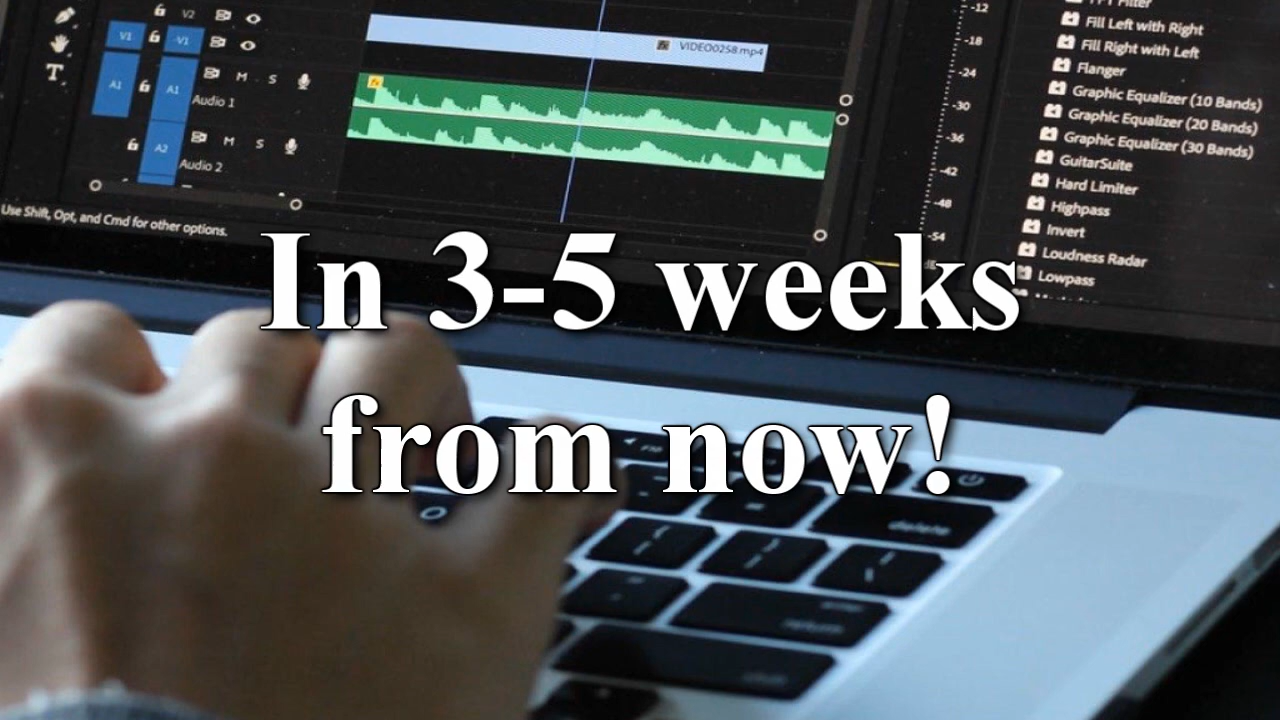 V2
V1
V1
VIDEO0258.mp4
A1
A1
M
S
Audio 1
A2
M
S
Audio 2
Use Shift, Opt, and Cmd for other options.
-12
-18
-24
-30
-36
-42
-48
-54
Fill Left with Right
Fill Right with Left
Flanger
Graphic Equalizer (10 Bands)
Graphic Equalizer (20 Bands)
Graphic Equalizer (30 Bands)
GuitarSuite
Hard Limiter
Highpass
Invert
Loudness Radar
Lowpass
In 3-5 weeks
from now!
delete
return